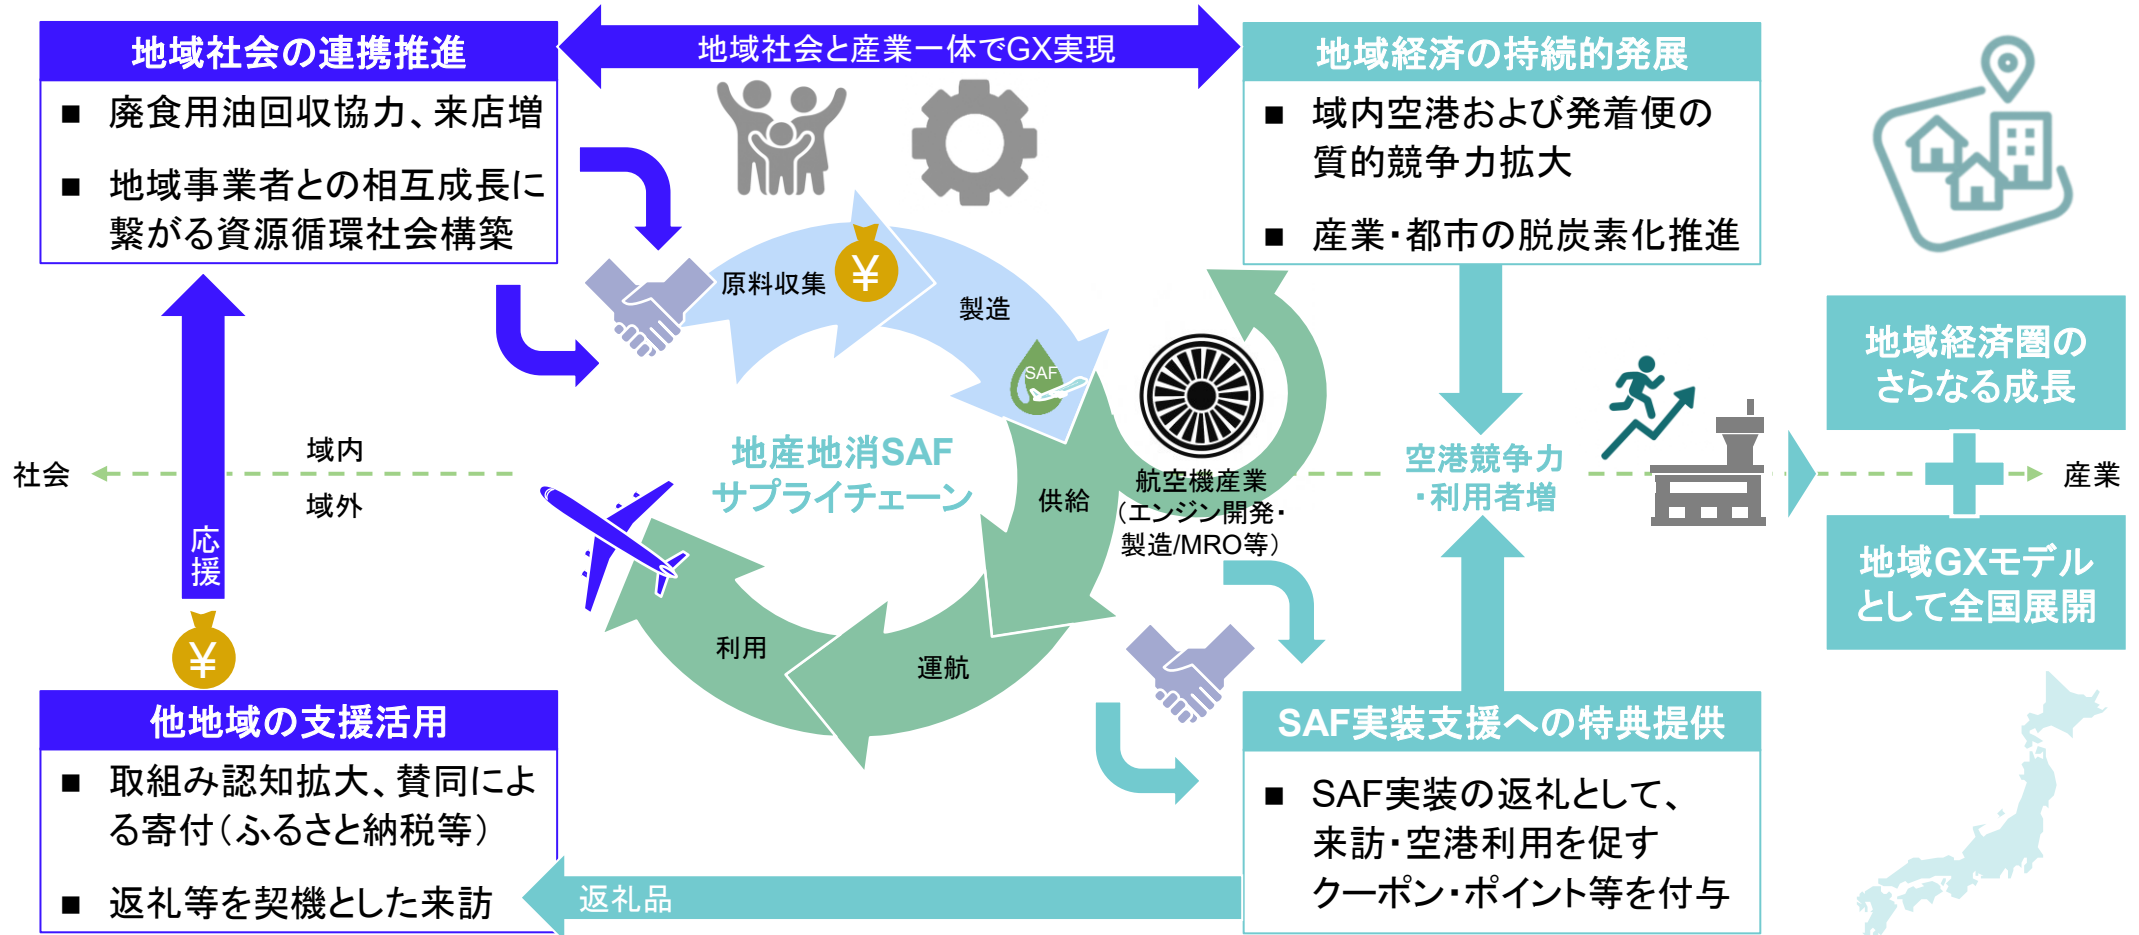 地域社会の連携推進
■ 廃食用油回収協力、来店増
■ 地域事業者との相互成長に
繋がる資源循環社会構築
地域社会と産業一体でGX実現
地域経済の持続的発展
■ 域内空港および発着便の
質的競争力拡大
■ 産業・都市の脱炭素化推進
原料収集
¥
製造
SAF
地産地消SAF
サプライチェーン
供給
運航
利用
航空機産業
（エンジン開発・
製造/MRO等）
社会
域内
域外
応援
¥
空港競争力
・利用者増
産業
地域経済圏の
さらなる成長
地域GXモデル
として全国展開
他地域の支援活用
■ 取組み認知拡大、賛同によ
る寄付（ふるさと納税等）
■ 返礼等を契機とした来訪
返礼品
SAF実装支援への特典提供
■ SAF実装の返礼として、
来訪・空港利用を促す
クーポン・ポイント等を付与